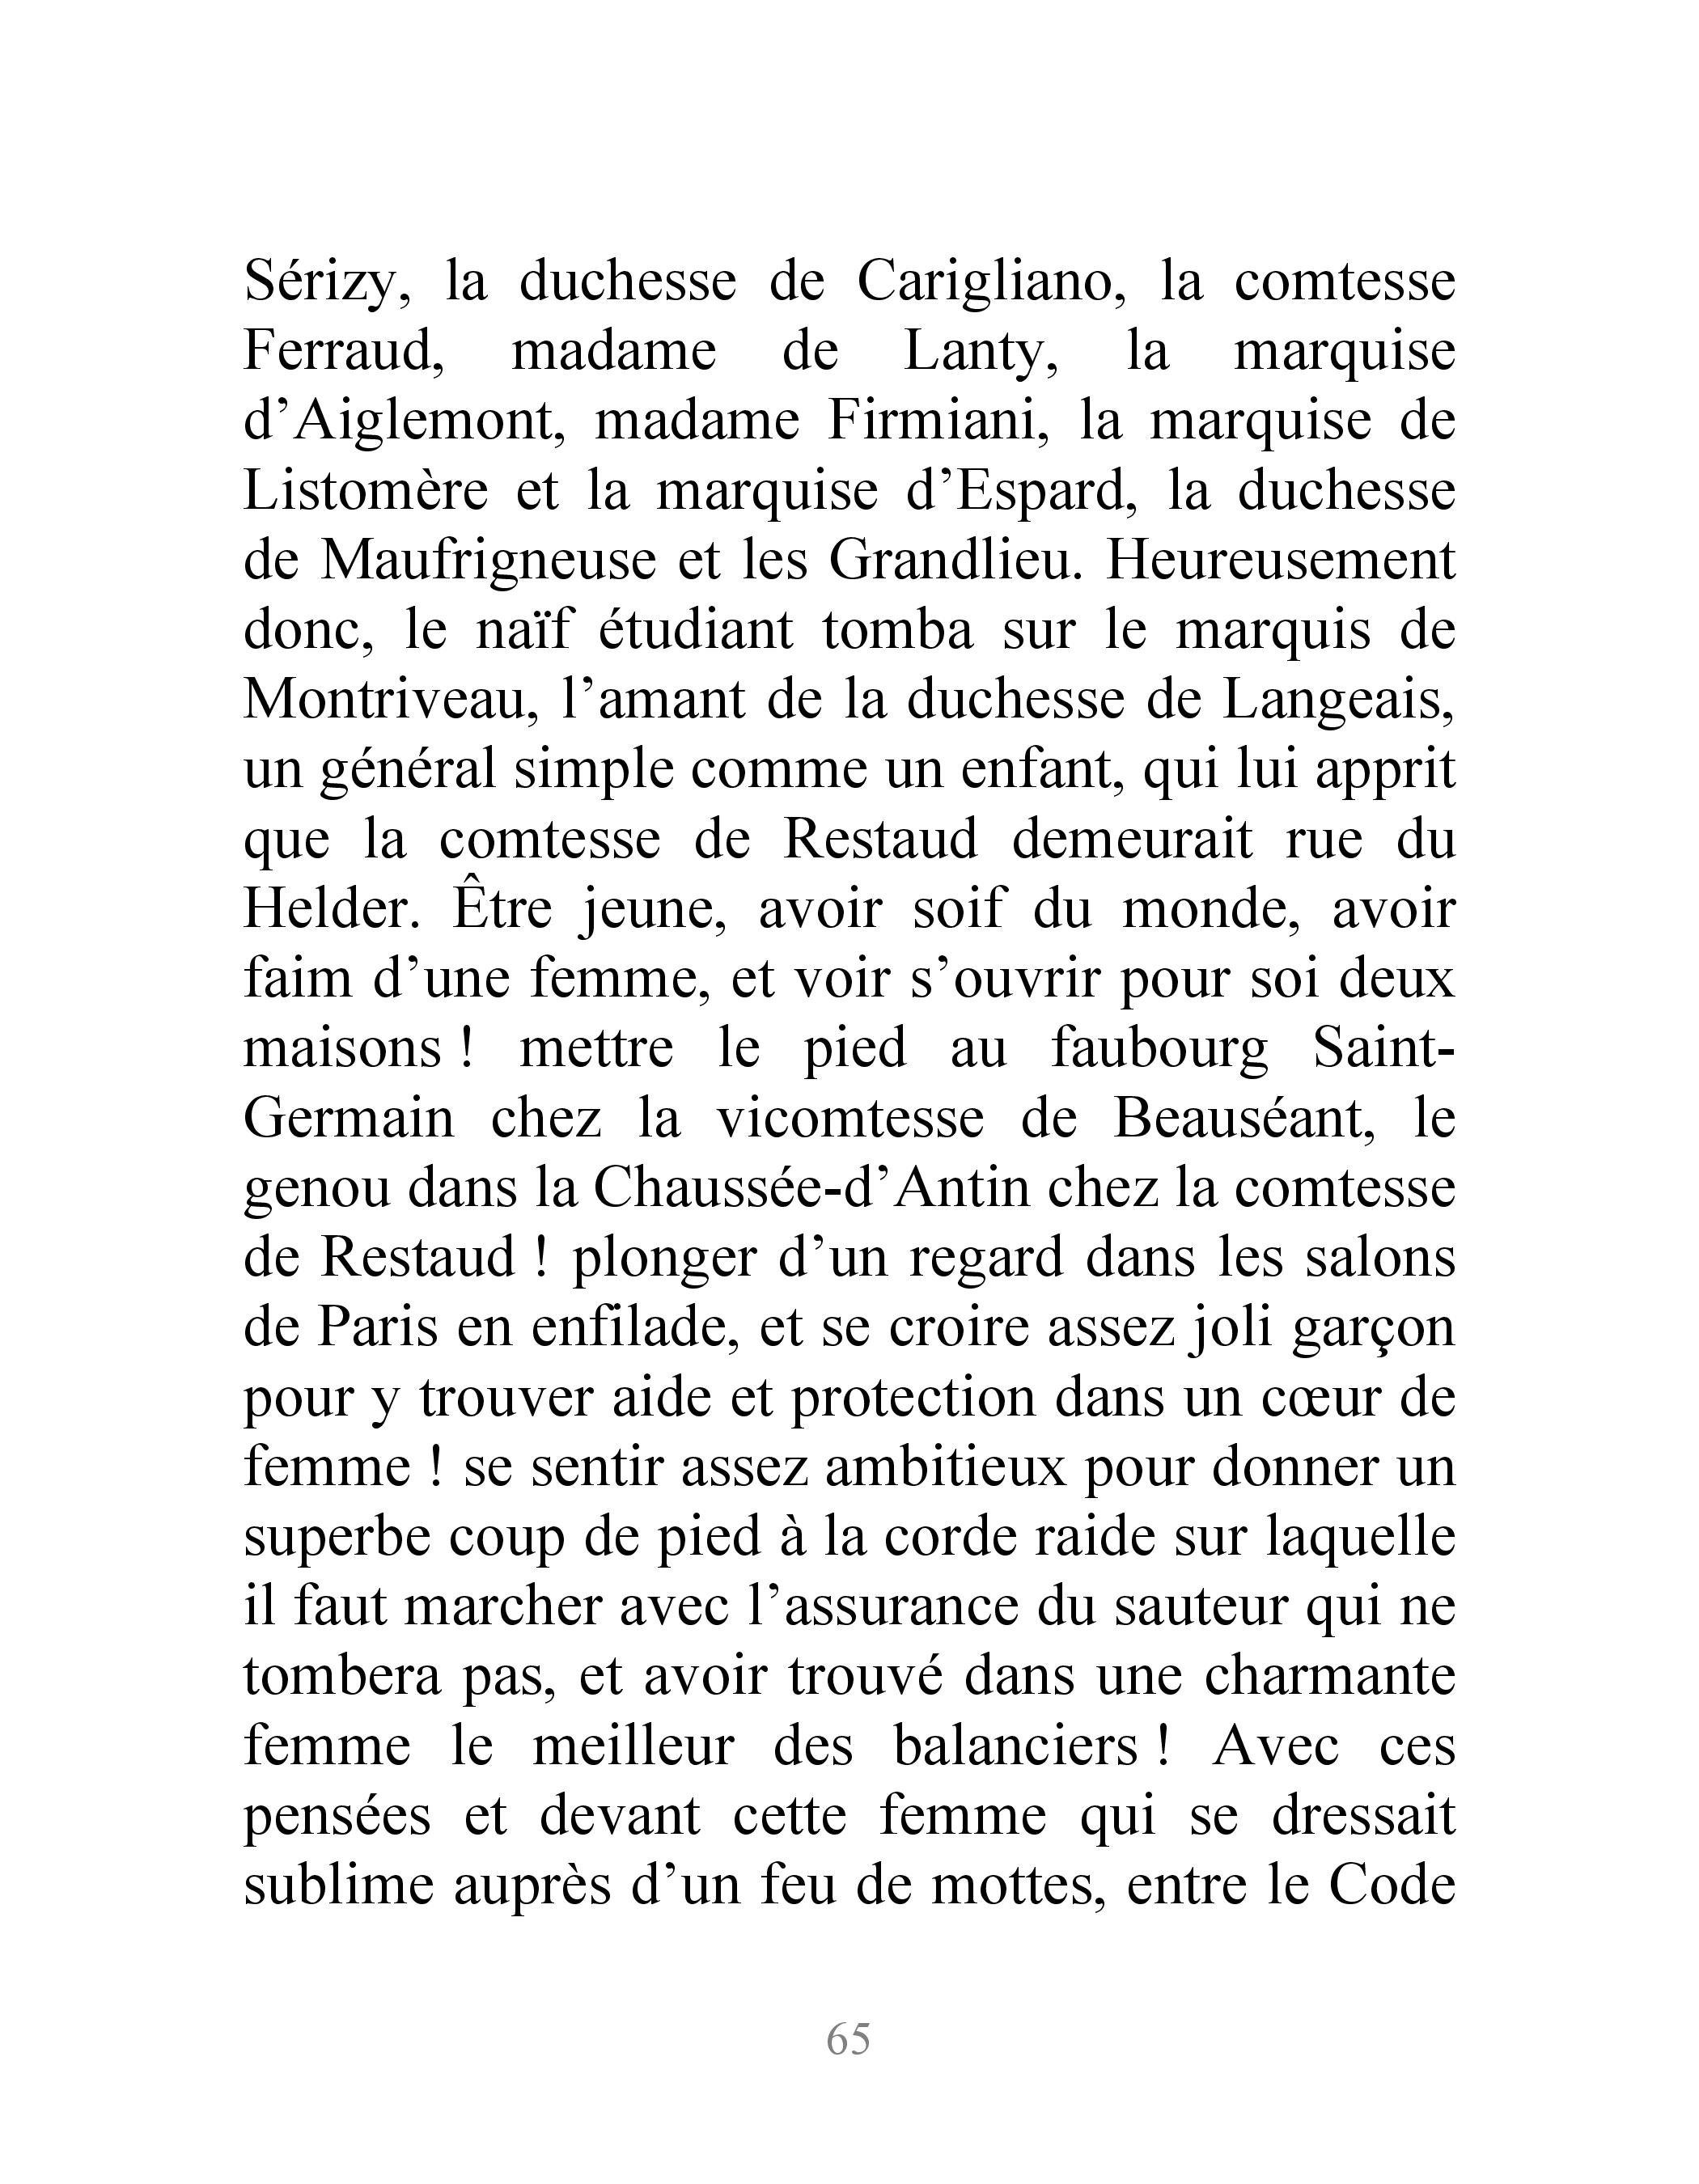 Sérizy, la duchesse de Carigliano, la comtesse
Ferraud, madame de Lanty, la marquise
d’Aiglemont, madame Firmiani, la marquise de
Listomère et la marquise d’Espard, la duchesse
de Maufrigneuse et les Grandlieu. Heureusement
donc, le naïf étudiant tomba sur le marquis de
Montriveau, l’amant de la duchesse de Langeais,
un général simple comme un enfant, qui lui apprit
que la comtesse de Restaud demeurait rue du
Helder. Être jeune, avoir soif du monde, avoir
faim d’une femme, et voir s’ouvrir pour soi deux
maisons ! mettre le pied au faubourg Saint-
Germain chez la vicomtesse de Beauséant, le
genou dans la Chaussée-d’Antin chez la comtesse
de Restaud ! plonger d’un regard dans les salons
de Paris en enfilade, et se croire assez joli garçon
pour y trouver aide et protection dans un cœur de
femme ! se sentir assez ambitieux pour donner un
superbe coup de pied à la corde raide sur laquelle
il faut marcher avec l’assurance du sauteur qui ne
tombera pas, et avoir trouvé dans une charmante
femme le meilleur des balanciers ! Avec ces
pensées et devant cette femme qui se dressait
sublime auprès d’un feu de mottes, entre le Code
65